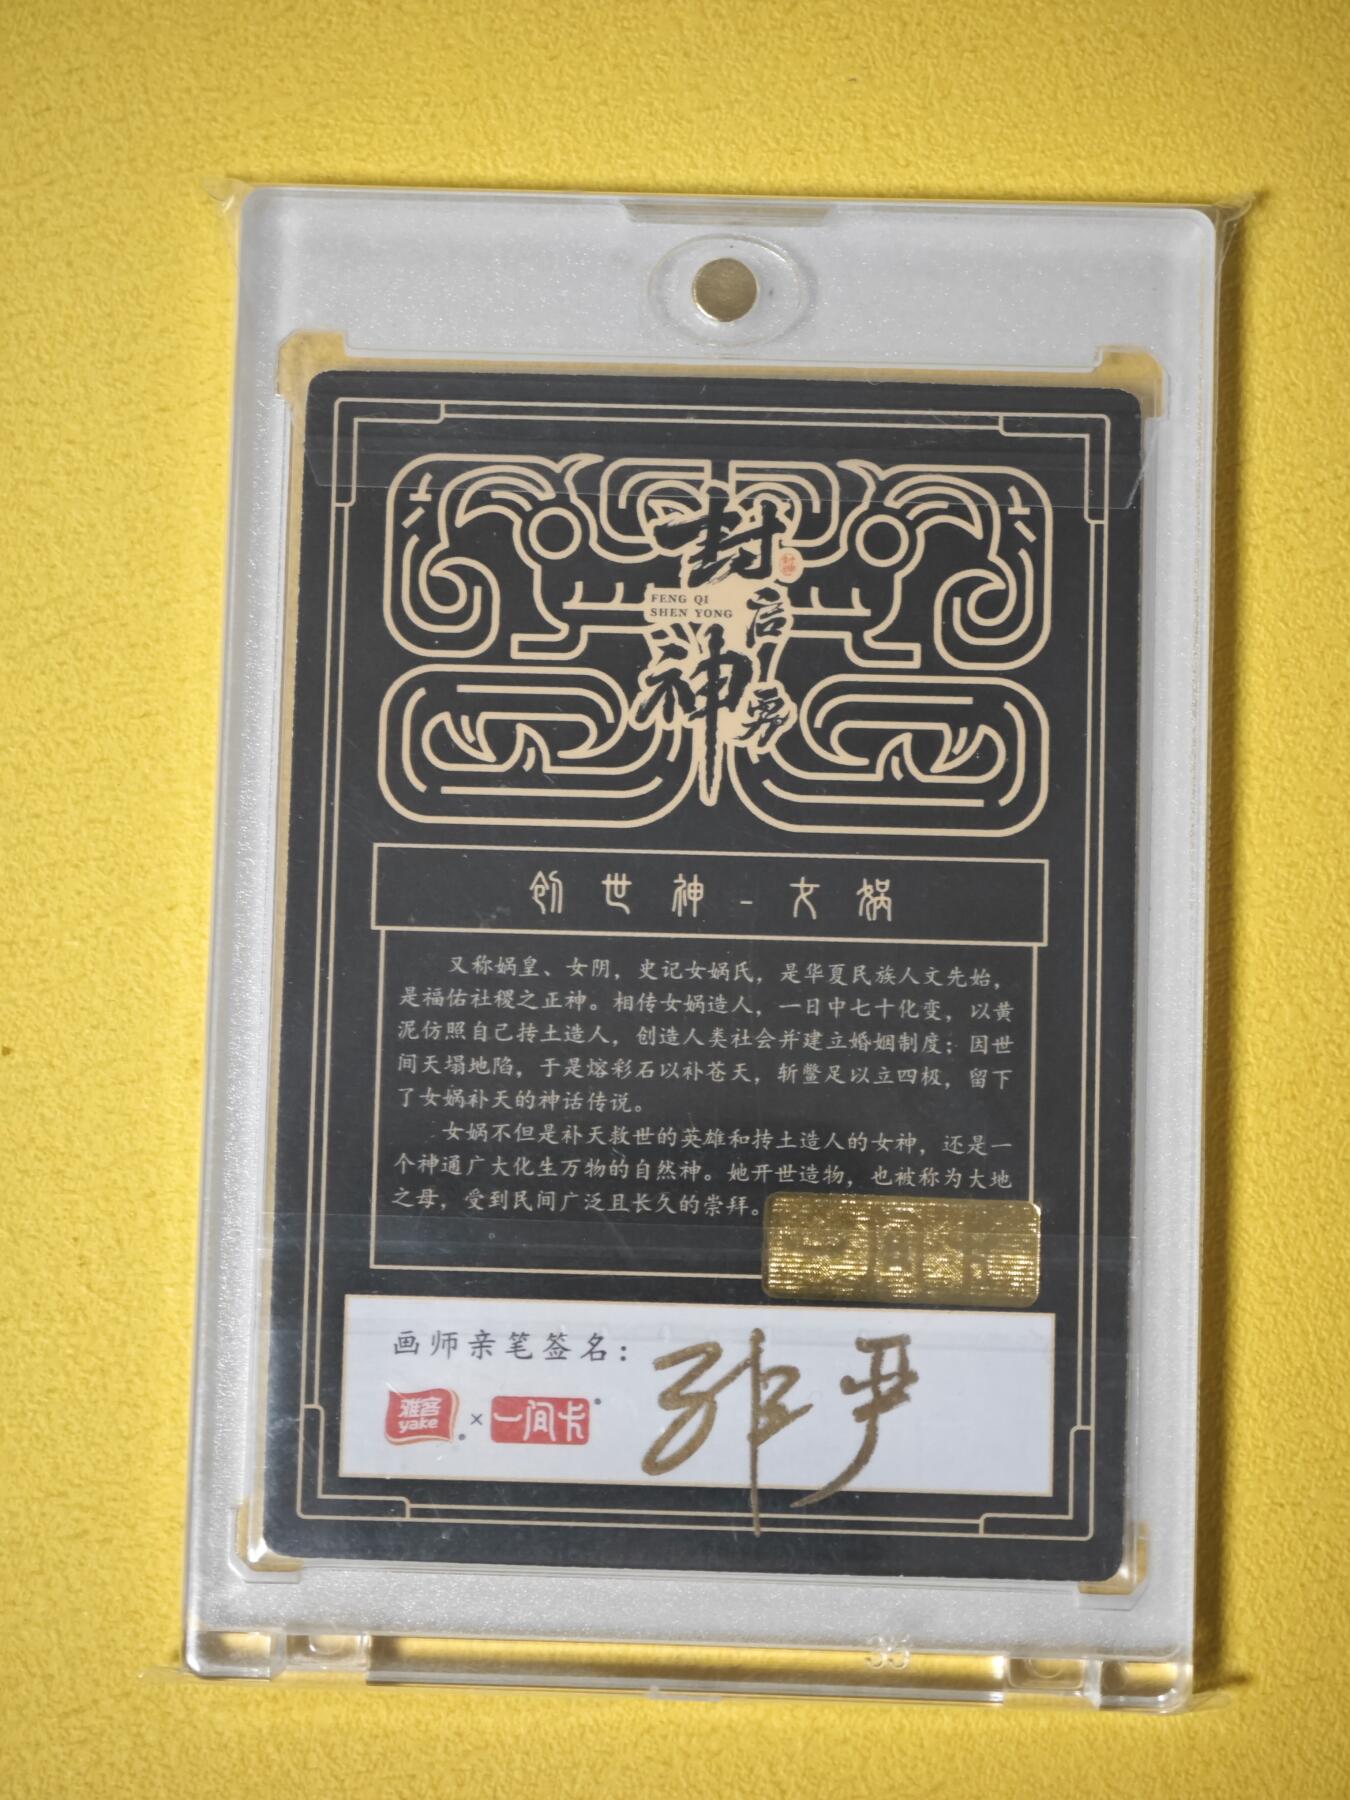 封神
启勇
封神
FENG QI
SHEN YONG
创世神-女娲
又称娲皇、女阴，史记女娲氏，是华夏民族人文先始，
是福佑社稷之正神。相传女娲造人，一日中七十化变，以黄
泥仿照自己抟土造人，创造人类社会并建立婚姻制度；因世
间天塌地陷，于是熔彩石以补苍天，斩鳖足以立四极，留下
了女娲补天的神话传说。
女娲不但是补天救世的英雄和抟土造人的女神，还是一
个神通广大化生万物的自然神。她开世造物，也被称为大地
之母，受到民间广泛且长久的崇拜。
一间卡
画师亲笔签名：
雅客
yake
×
一间卡
35